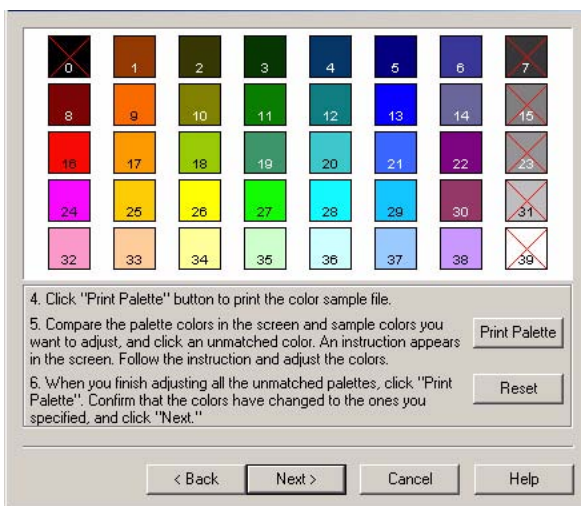 0 1 2 3 4 5 6 7
8 9 10 11 12 13 14 15
16 17 18 19 20 21 22 23
24 25 26 27 28 29 30 31
32 33 34 35 36 37 38 39
4. Click "Print Palette" button to print the color sample file.
5. Compare the palette colors in the screen and sample colors you
want to adjust, and click an unmatched color. An instruction appears
in the screen. Follow the instruction and adjust the colors.
Print Palette
6. When you finish adjusting all the unmatched palettes, click "Print
Palette". Confirm that the colors have changed to the ones you
specified, and click "Next."
Reset
< Back Next > Cancel Help